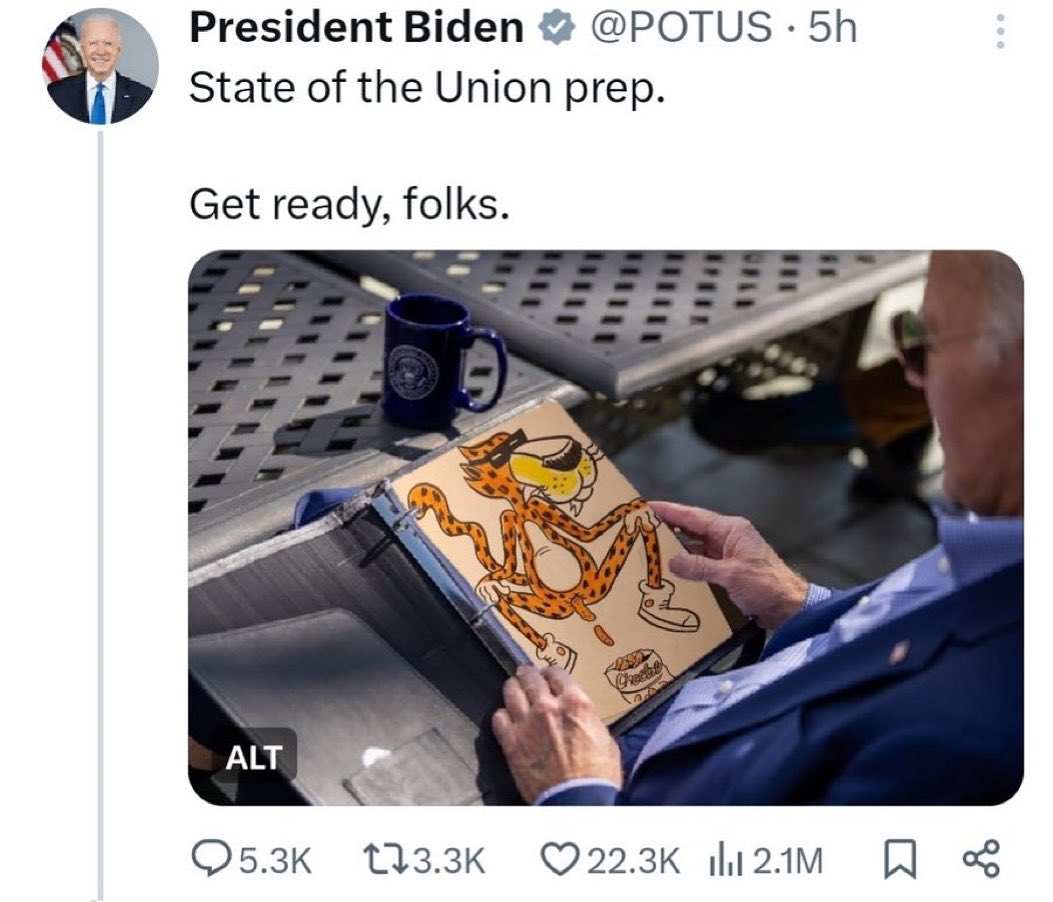 President Biden @POTUS · 5h
State of the Union prep.
Get ready, folks.
Cheetos
ALT
5.3K 3.3K 22.3K 2.1M